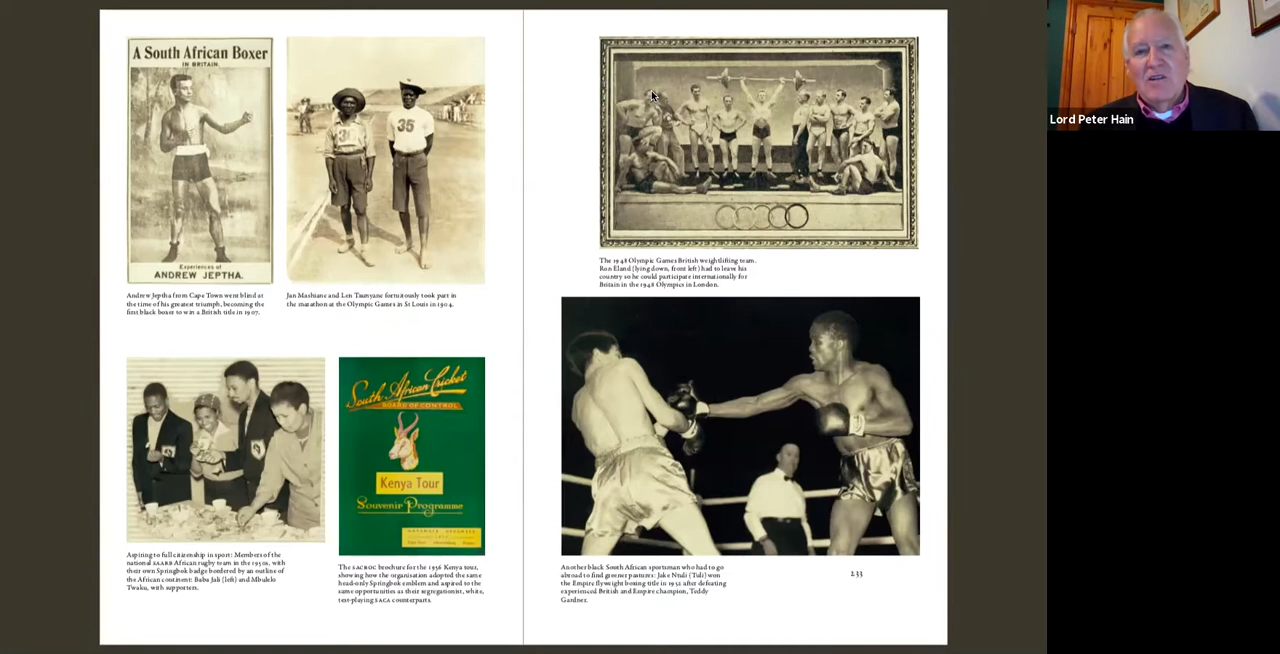 A South African Boxer
IN BRITAIN.
Experiences of
ANDREW JEPTHA.
Andrew Jeptha from Cape Town went blind at
the time of his greatest triumph, becoming the
first black boxer to win a British title in 1907.
35
Jan Mashiane and Len Taunyane fortuitously took part in
the marathon at the Olympic Games in St Louis in 1904.
Aspiring to full citizenship in sport: Members of the
national SAARB African rugby team in the 1950s, with
their own Springbok badge bordered by an outline of
the African continent: Baba Jali (left) and Mbulelo
Twaku, with supporters.
South African Cricket
BOARD OF CONTROL
Kenya Tour
Souvenir Programme
The SACBOC brochure for the 1956 Kenya tour,
showing how the organisation adopted the same
head-only Springbok emblem and aspired to the
same opportunities as their segregationist, white,
test-playing SACA counterparts.
The 1948 Olympic Games British weightlifting team.
Ron Eland (lying down, front left) had to leave his
country so he could participate internationally for
Britain in the 1948 Olympics in London.
Another black South African sportsman who had to go
abroad to find greener pastures: Jake Ntuli (Tuli) won
the Empire flyweight boxing title in 1952 after defeating
experienced British and Empire champion, Teddy
Gardner.
233
Lord Peter Hain